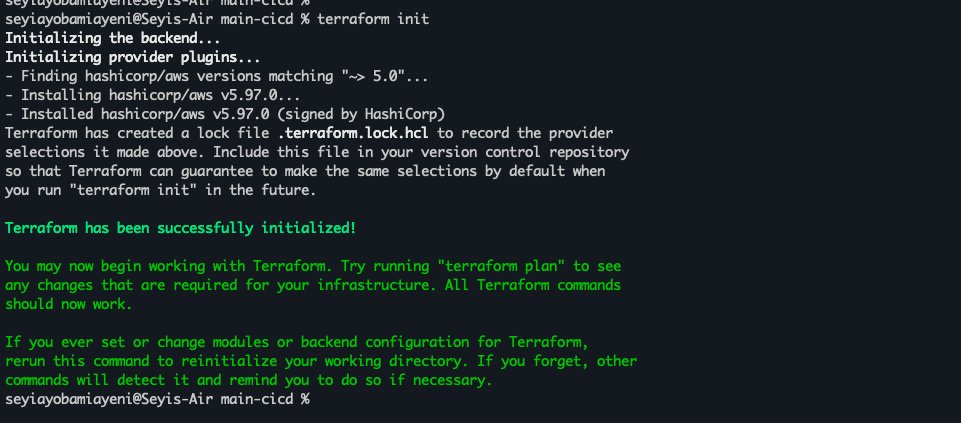 seyiayobamiayeni@Seyis-Air main-cicd %
seyiayobamiayeni@Seyis-Air main-cicd % terraform init
Initializing the backend...
Initializing provider plugins...
- Finding hashicorp/aws versions matching "~> 5.0"...
- Installing hashicorp/aws v5.97.0...
- Installed hashicorp/aws v5.97.0 (signed by HashiCorp)
Terraform has created a lock file .terraform.lock.hcl to record the provider
selections it made above. Include this file in your version control repository
so that Terraform can guarantee to make the same selections by default when
you run "terraform init" in the future.
Terraform has been successfully initialized!
You may now begin working with Terraform. Try running "terraform plan" to see
any changes that are required for your infrastructure. All Terraform commands
should now work.
If you ever set or change modules or backend configuration for Terraform,
rerun this command to reinitialize your working directory. If you forget, other
commands will detect it and remind you to do so if necessary.
seyiayobamiayeni@Seyis-Air main-cicd %